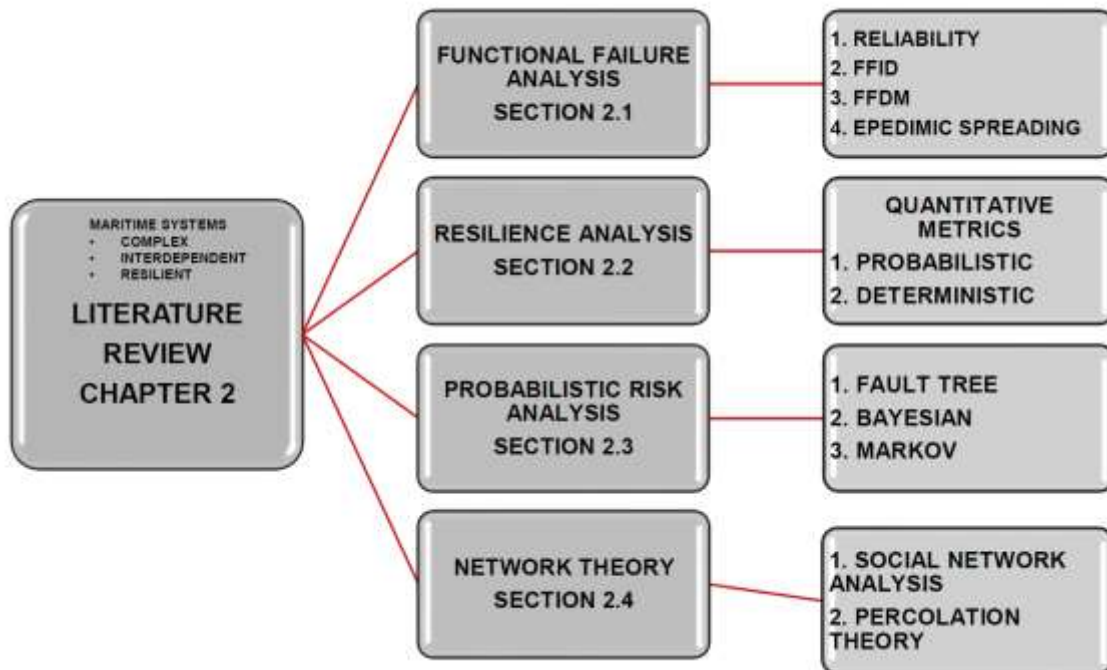 MARITIME SYSTEMS
• COMPLEX
• INTERDEPENDENT
• RESILIENT
LITERATURE
REVIEW
CHAPTER 2
FUNCTIONAL FAILURE
ANALYSIS
SECTION 2.1
1. RELIABILITY
2. FFID
3. FFDM
4. EPEDIMIC SPREADING
RESILIENCE ANALYSIS
SECTION 2.2
QUANTITATIVE
METRICS
1. PROBABILISTIC
2. DETERMINISTIC
PROBABILISTIC RISK
ANALYSIS
SECTION 2.3
1. FAULT TREE
2. BAYESIAN
3. MARKOV
NETWORK THEORY
SECTION 2.4
1. SOCIAL NETWORK
ANALYSIS
2. PERCOLATION
THEORY